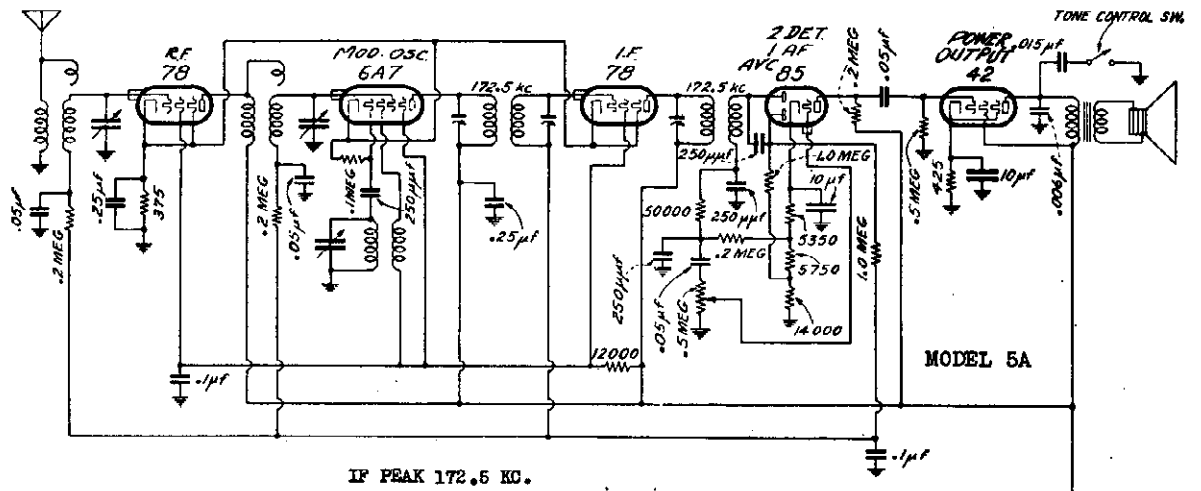 TONE CONTROL SW.
R.F.
78
MOD-OSC.
6A7
I.F.
78
2 DET.
1 AF
AVC 85
POWER
OUTPUT
42
.015µf
.2 MEG
.05µf
172.5 kc
172.5 kc
.05µf
.2 MEG
.25µf
375
.2 MEG
.05µf
.1MEG
250µµf
.25µf
250µµf
1.0 MEG
10µf
50000
250µµf
5350
.2 MEG
5750
250µµf
.05µf
.5 MEG
14000
1.0 MEG
.5 MEG
425
10µf
.006µf
12000
.1µf
MODEL 5A
.1µf
IF PEAK 172.5 KC.